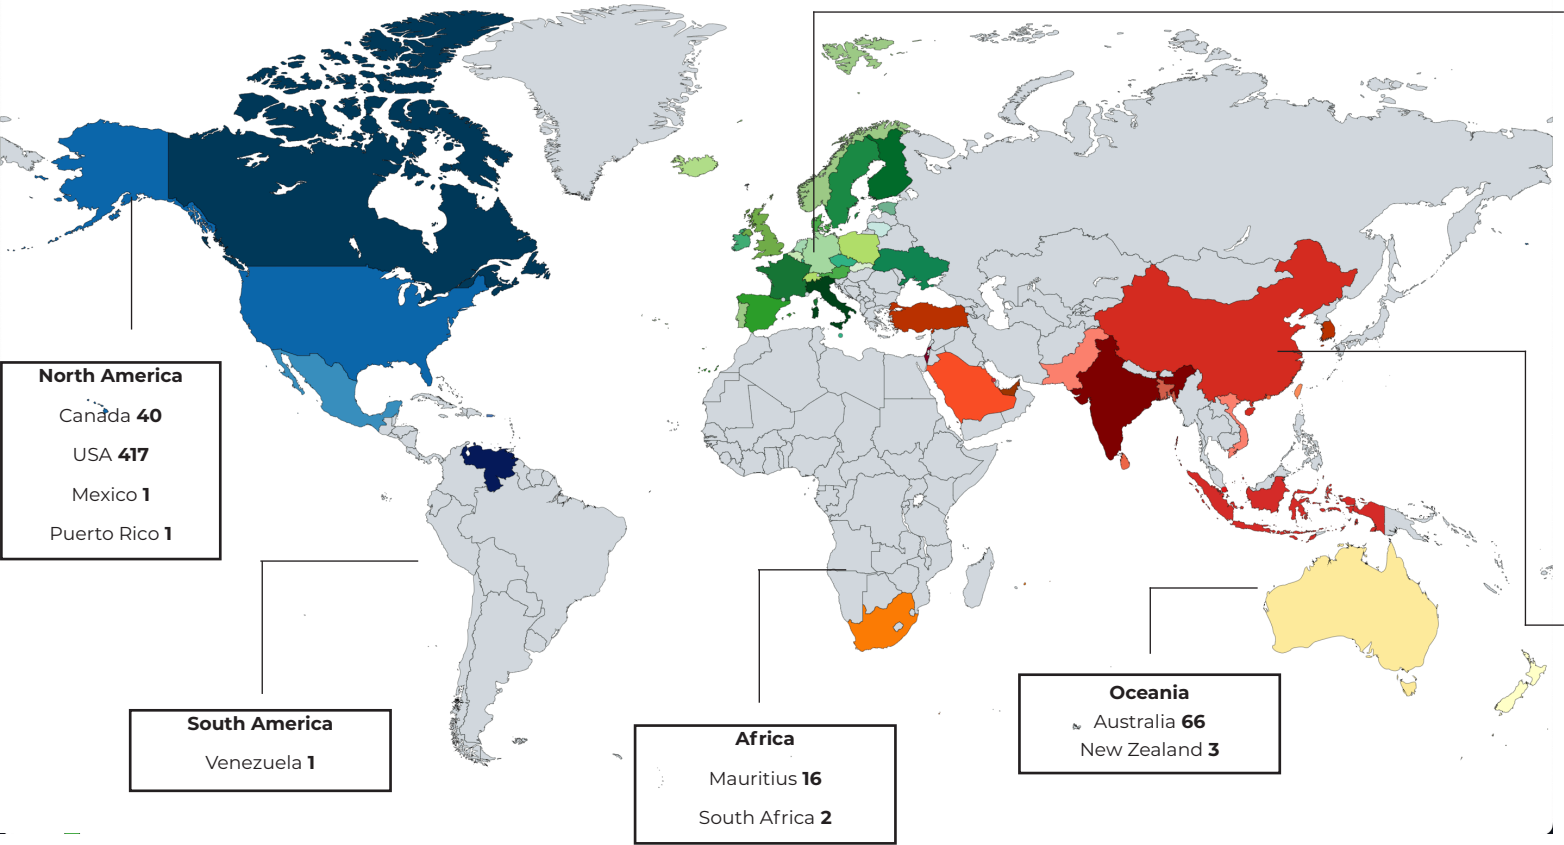 North America
Canada 40
USA 417
Mexico 1
Puerto Rico 1
South America
Venezuela 1
Africa
Mauritius 16
South Africa 2
Oceania
Australia 66
New Zealand 3